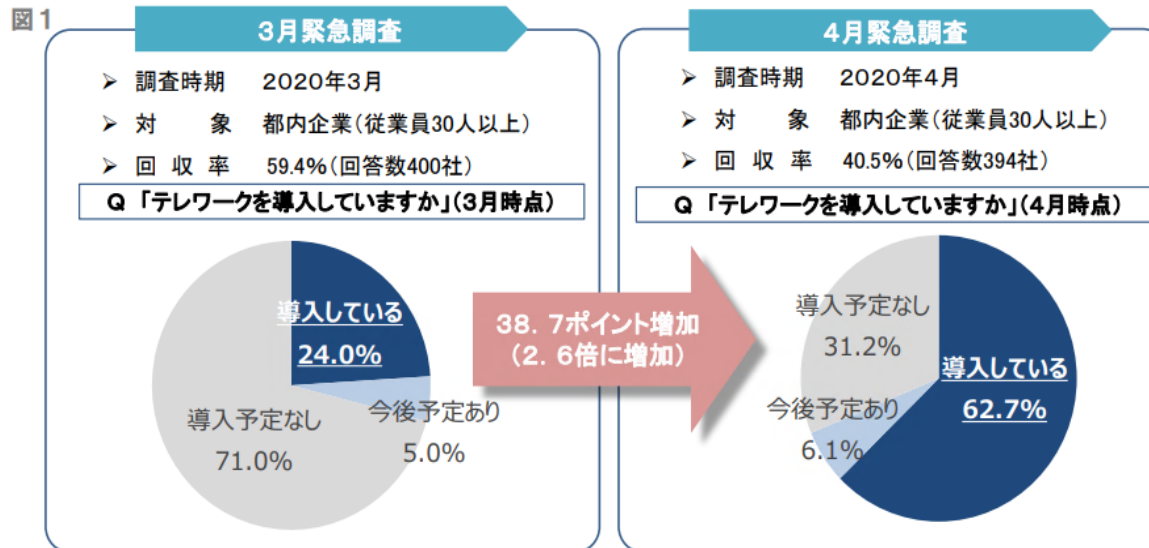 図1
3月緊急調査
➢ 調査時期 2020年3月
➢ 対象 都内企業(従業員30人以上)
➢ 回収率 59.4%(回答数400社)
Q 「テレワークを導入していますか」(3月時点)
導入している
24.0%
今後予定あり
5.0%
導入予定なし
71.0%
38.7ポイント増加
(2.6倍に増加)
4月緊急調査
➢ 調査時期 2020年4月
➢ 対象 都内企業(従業員30人以上)
➢ 回収率 40.5%(回答数394社)
Q 「テレワークを導入していますか」(4月時点)
導入予定なし
31.2%
今後予定あり
6.1%
導入している
62.7%